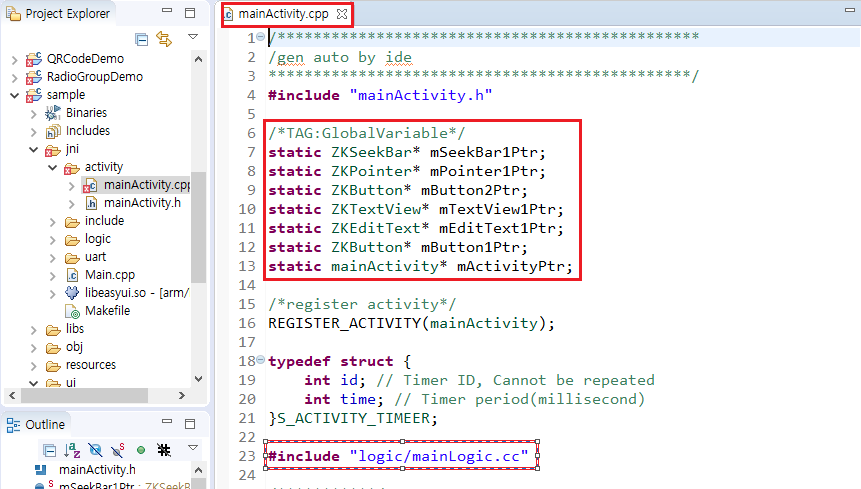 Project Explorer
QRCodeDemo
RadioGroupDemo
sample
Binaries
Includes
jni
activity
mainActivity.cpp
mainActivity.h
include
logic
uart
Main.cpp
libeasyui.so - [arm/
Makefile
libs
obj
resources
ui
Outline
mainActivity.h
mSeekBar1Ptr : ZKSeekB
mainActivity.cpp
1 /***********************************************
2 /gen auto by ide
3 ***********************************************/
4 #include "mainActivity.h"
5
6 /*TAG:GlobalVariable*/
7 static ZKSeekBar* mSeekBar1Ptr;
8 static ZKPointer* mPointer1Ptr;
9 static ZKButton* mButton2Ptr;
10 static ZKTextView* mTextView1Ptr;
11 static ZKEditText* mEditText1Ptr;
12 static ZKButton* mButton1Ptr;
13 static mainActivity* mActivityPtr;
14
15 /*register activity*/
16 REGISTER_ACTIVITY(mainActivity);
17
18 typedef struct {
19 int id; // Timer ID, Cannot be repeated
20 int time; // Timer period(millisecond)
21 }S_ACTIVITY_TIMEER;
22
23 #include "logic/mainLogic.cc"
24